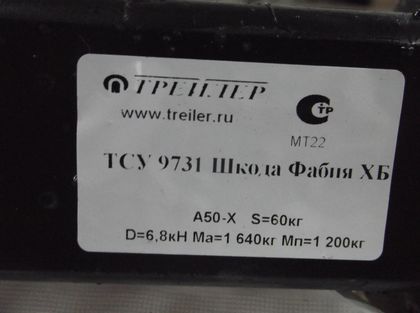 ТРЕЙЛЕР
www.treiler.ru
тр
МТ22
ТСУ 9731 Шкода Фабия ХБ
А50-Х S=60кг
D=6,8кН Ма=1 640кг Мп=1 200кг